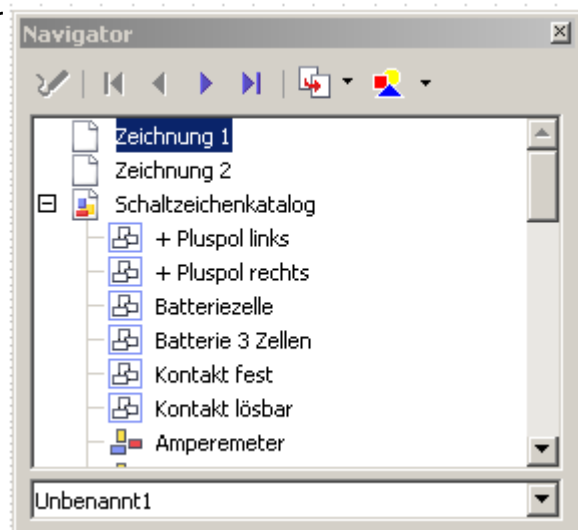 Navigator
Zeichnung 1
Zeichnung 2
Schaltzeichenkatalog
+ Pluspol links
+ Pluspol rechts
Batteriezelle
Batterie 3 Zellen
Kontakt fest
Kontakt lösbar
Amperemeter
Unbenannt1